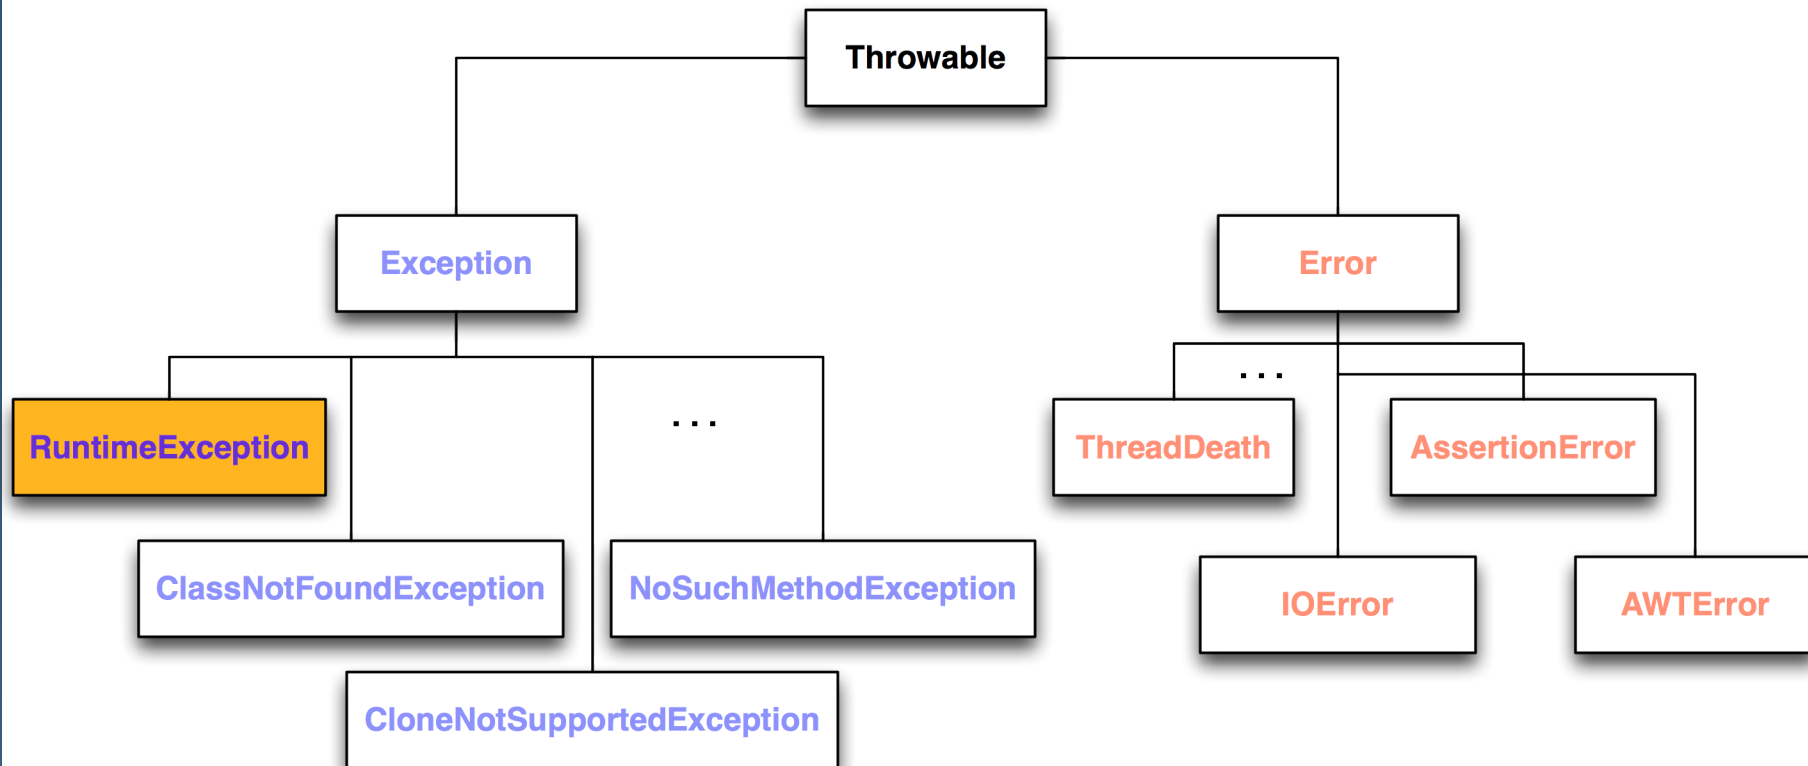 Throwable
Exception
Error
...
...
RuntimeException
ThreadDeath
AssertionError
ClassNotFoundException
NoSuchMethodException
IOError
AWTError
CloneNotSupportedException